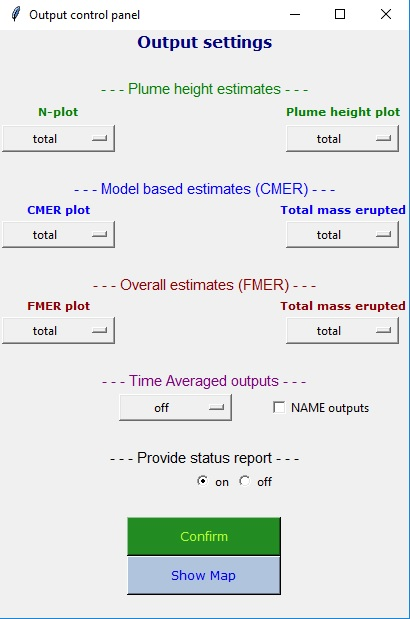 Output control panel
Output settings
- - - Plume height estimates - - -
N-plot
Plume height plot
total
total
- - - Model based estimates (CMER) - - -
CMER plot
Total mass erupted
total
total
- - - Overall estimates (FMER) - - -
FMER plot
Total mass erupted
total
total
- - - Time Averaged outputs - - -
off
NAME outputs
- - - Provide status report - - -
on
off
Confirm
Show Map